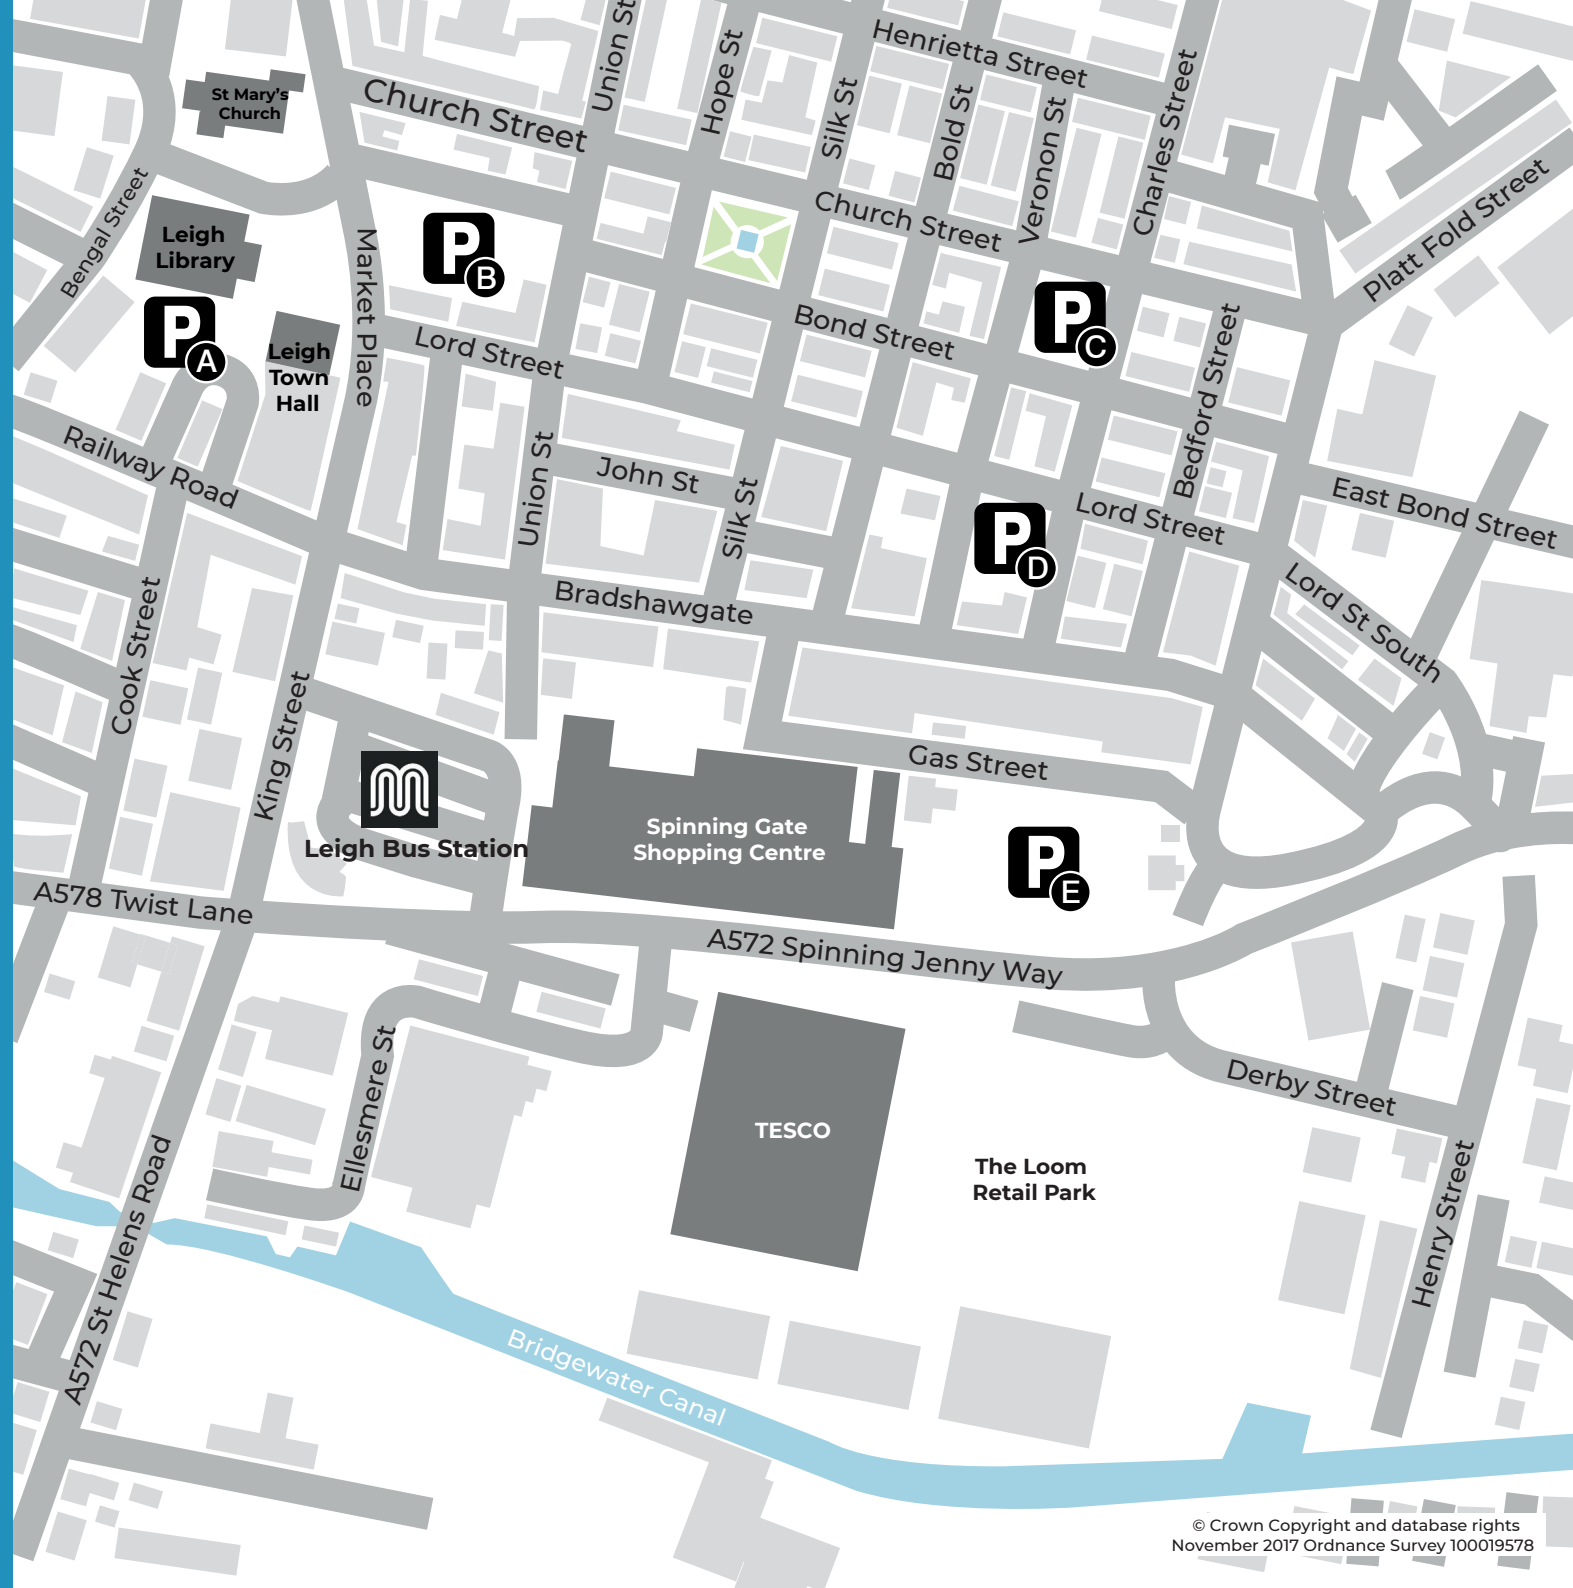 Union St
Hope St
Henrietta Street
Church Street
St Mary's
Church
Silk St
Bold St
Veronon St
Charles Street
Bengal Street
Leigh
Library
Market Place
P
B
Church Street
Platt Fold Street
P
A
Leigh
Town
Hall
Lord Street
Bond Street
P
C
Bedford Street
Railway Road
Union St
John St
Silk St
P
D
Lord Street
East Bond Street
Bradshawgate
Lord St South
Cook Street
King Street
M
Leigh Bus Station
Gas Street
Spinning Gate
Shopping Centre
P
E
A578 Twist Lane
A572 Spinning Jenny Way
Ellesmere St
Derby Street
TESCO
The Loom
Retail Park
Henry Street
A572 St Helens Road
Bridgewater Canal
© Crown Copyright and database rights
November 2017 Ordnance Survey 100019578